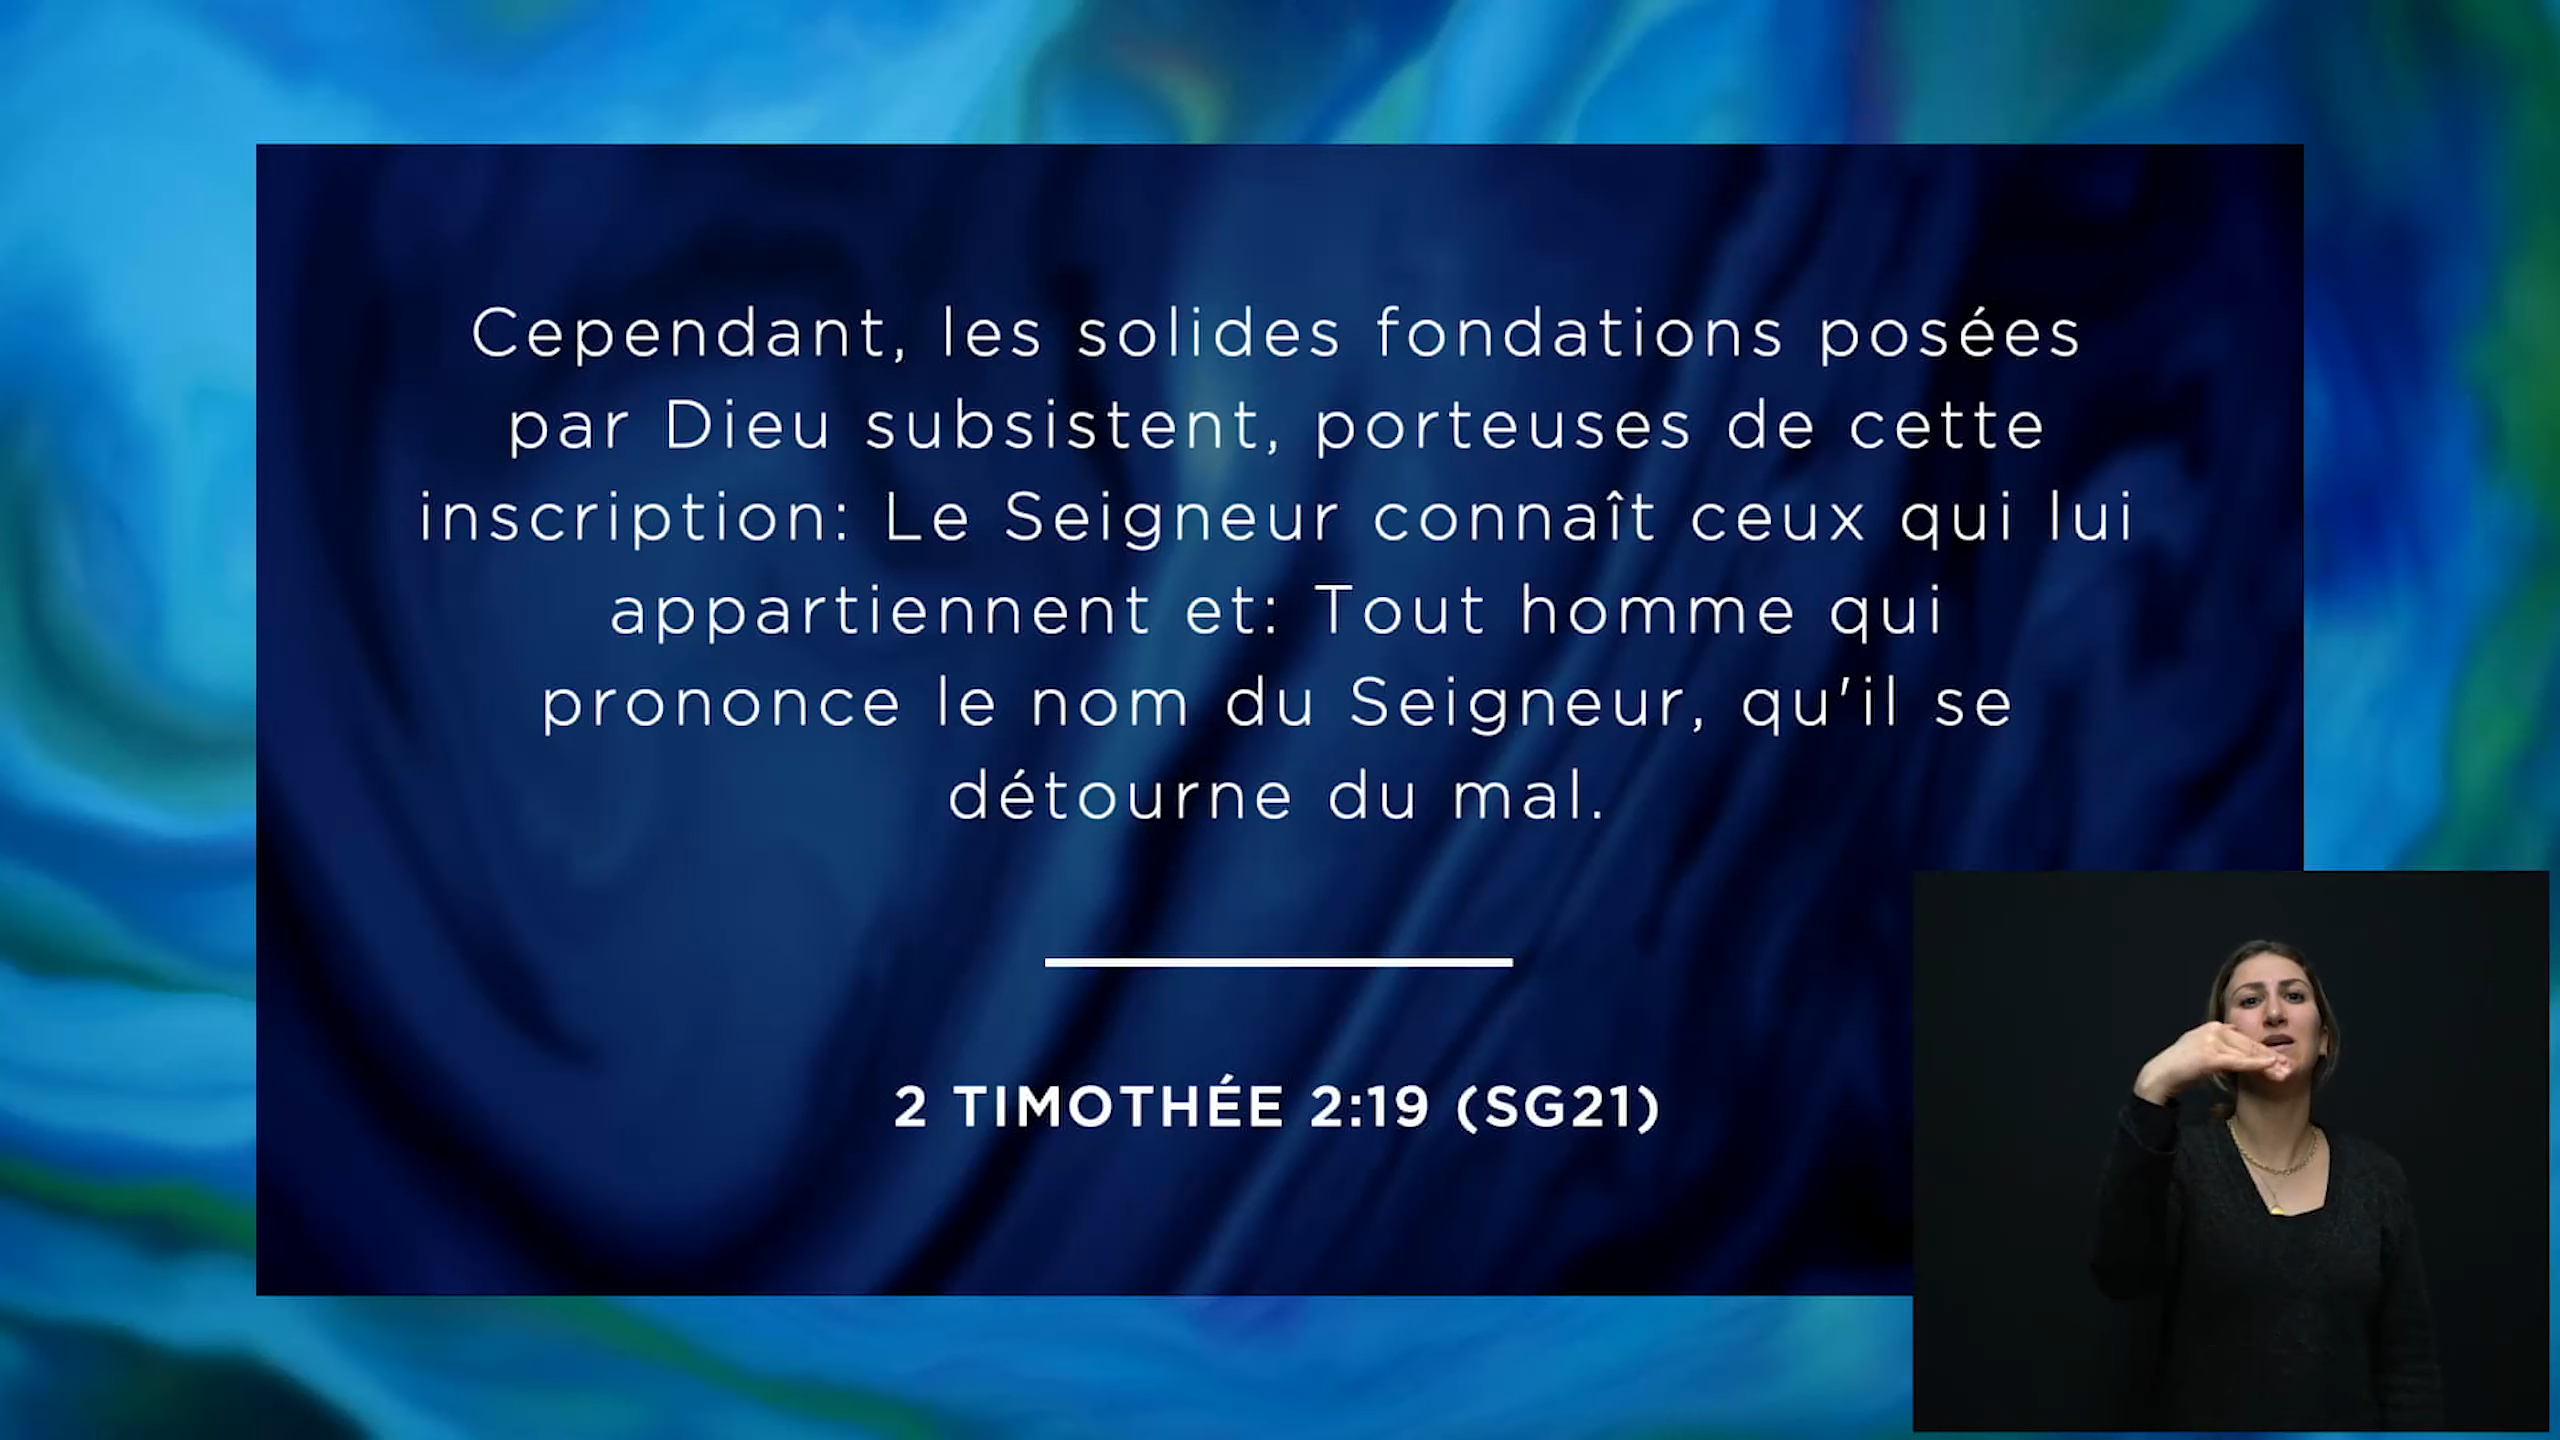 Cependant, les solides fondations posées
par Dieu subsistent, porteuses de cette
inscription: Le Seigneur connaît ceux qui lui
appartiennent et: Tout homme qui
prononce le nom du Seigneur, qu'il se
détourne du mal.
2 TIMOTHÉE 2:19 (SG21)